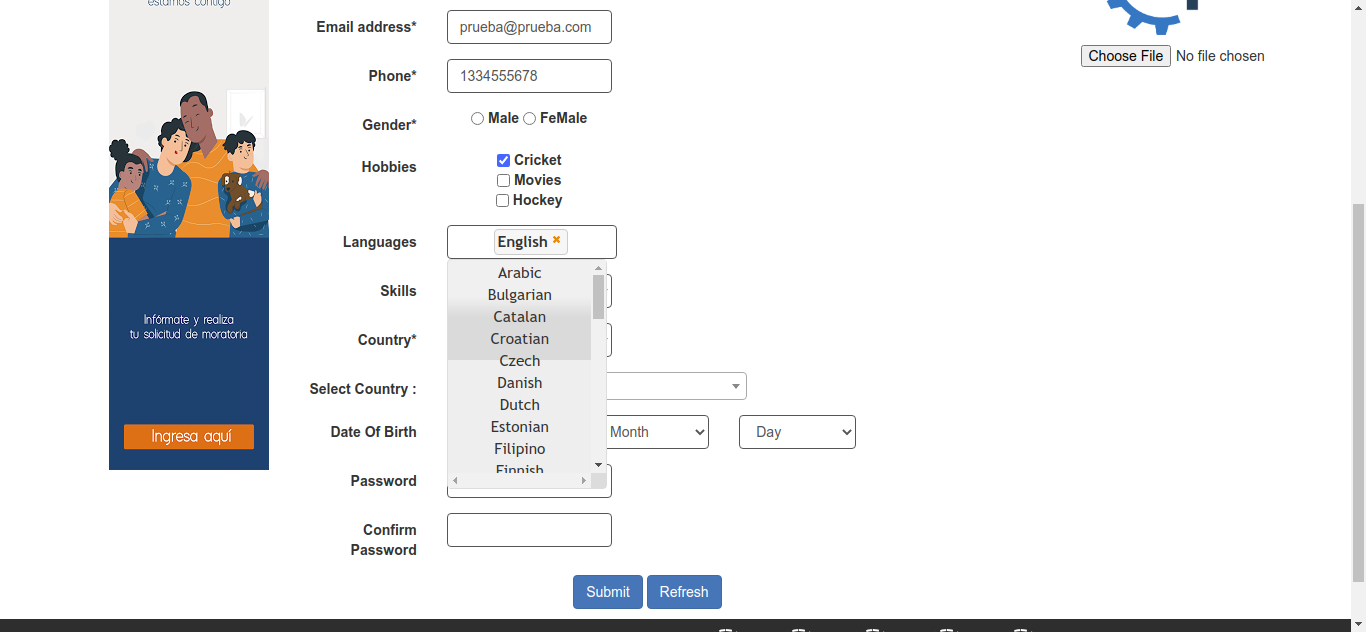 estamos contigo
Email address*
prueba@prueba.com
Choose File No file chosen
Phone*
1334555678
Gender*
Male FeMale
Hobbies
Cricket
Movies
Hockey
Languages
English
Arabic
Bulgarian
Catalan
Croatian
Czech
Danish
Dutch
Estonian
Filipino
Finnish
Skills
Country*
Select Country :
Date Of Birth
Month
Day
Password
Confirm
Password
Submit
Refresh
Infórmate y realiza
tu solicitud de moratoria
Ingresa aquí